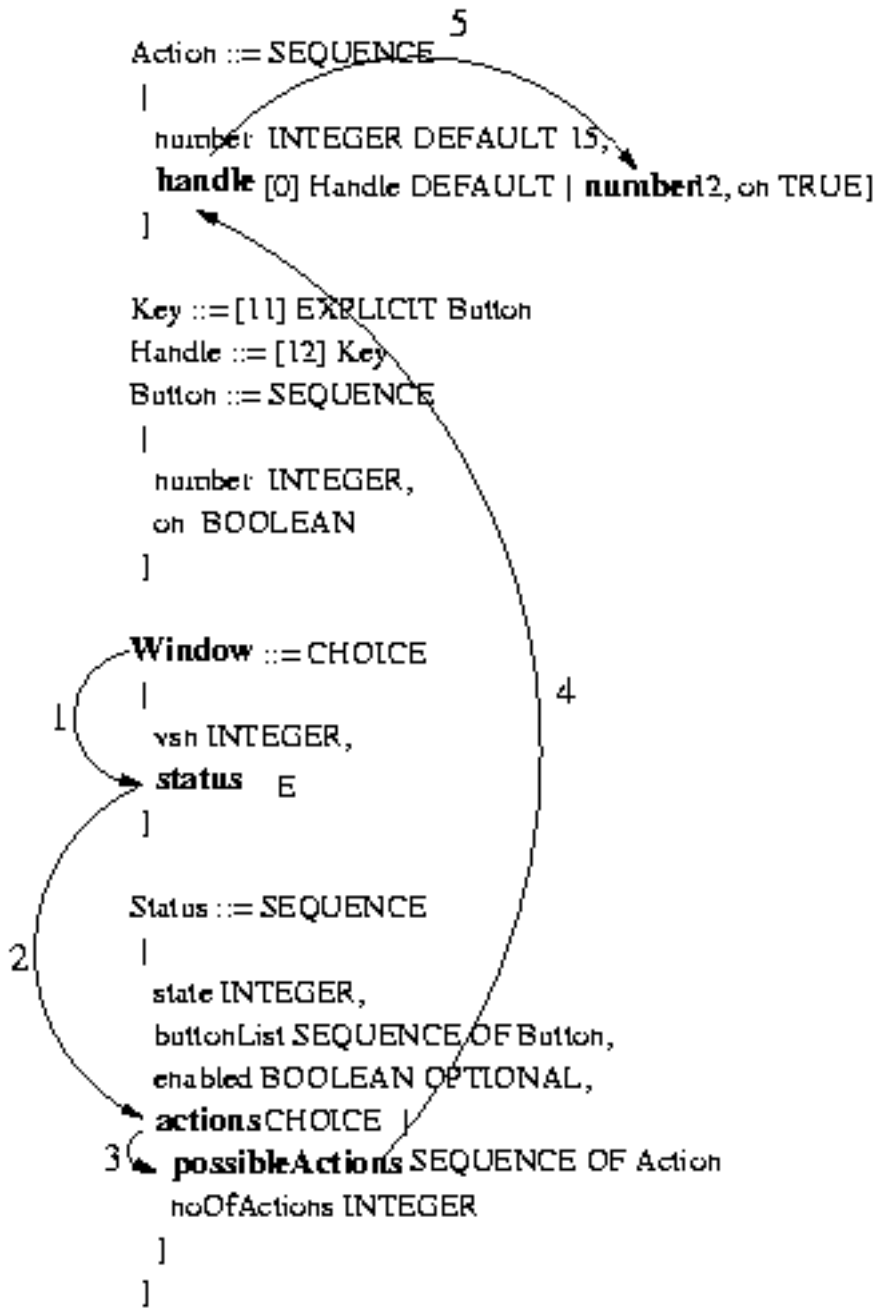 5
Action ::= SEQUENCE
|
number INTEGER DEFAULT 15,
handle [0] Handle DEFAULT | number12, on TRUE]
]
Key ::= [11] EXPLICIT Button
Handle ::= [12] Key
Button ::= SEQUENCE
|
number INTEGER,
on BOOLEAN
]
Window ::= CHOICE
4
|
1
vsn INTEGER,
status E
]
Status ::= SEQUENCE
2
|
state INTEGER,
buttonList SEQUENCE OF Button,
enabled BOOLEAN OPTIONAL,
actions CHOICE |
3 possibleActions SEQUENCE OF Action
noOfActions INTEGER
]
]